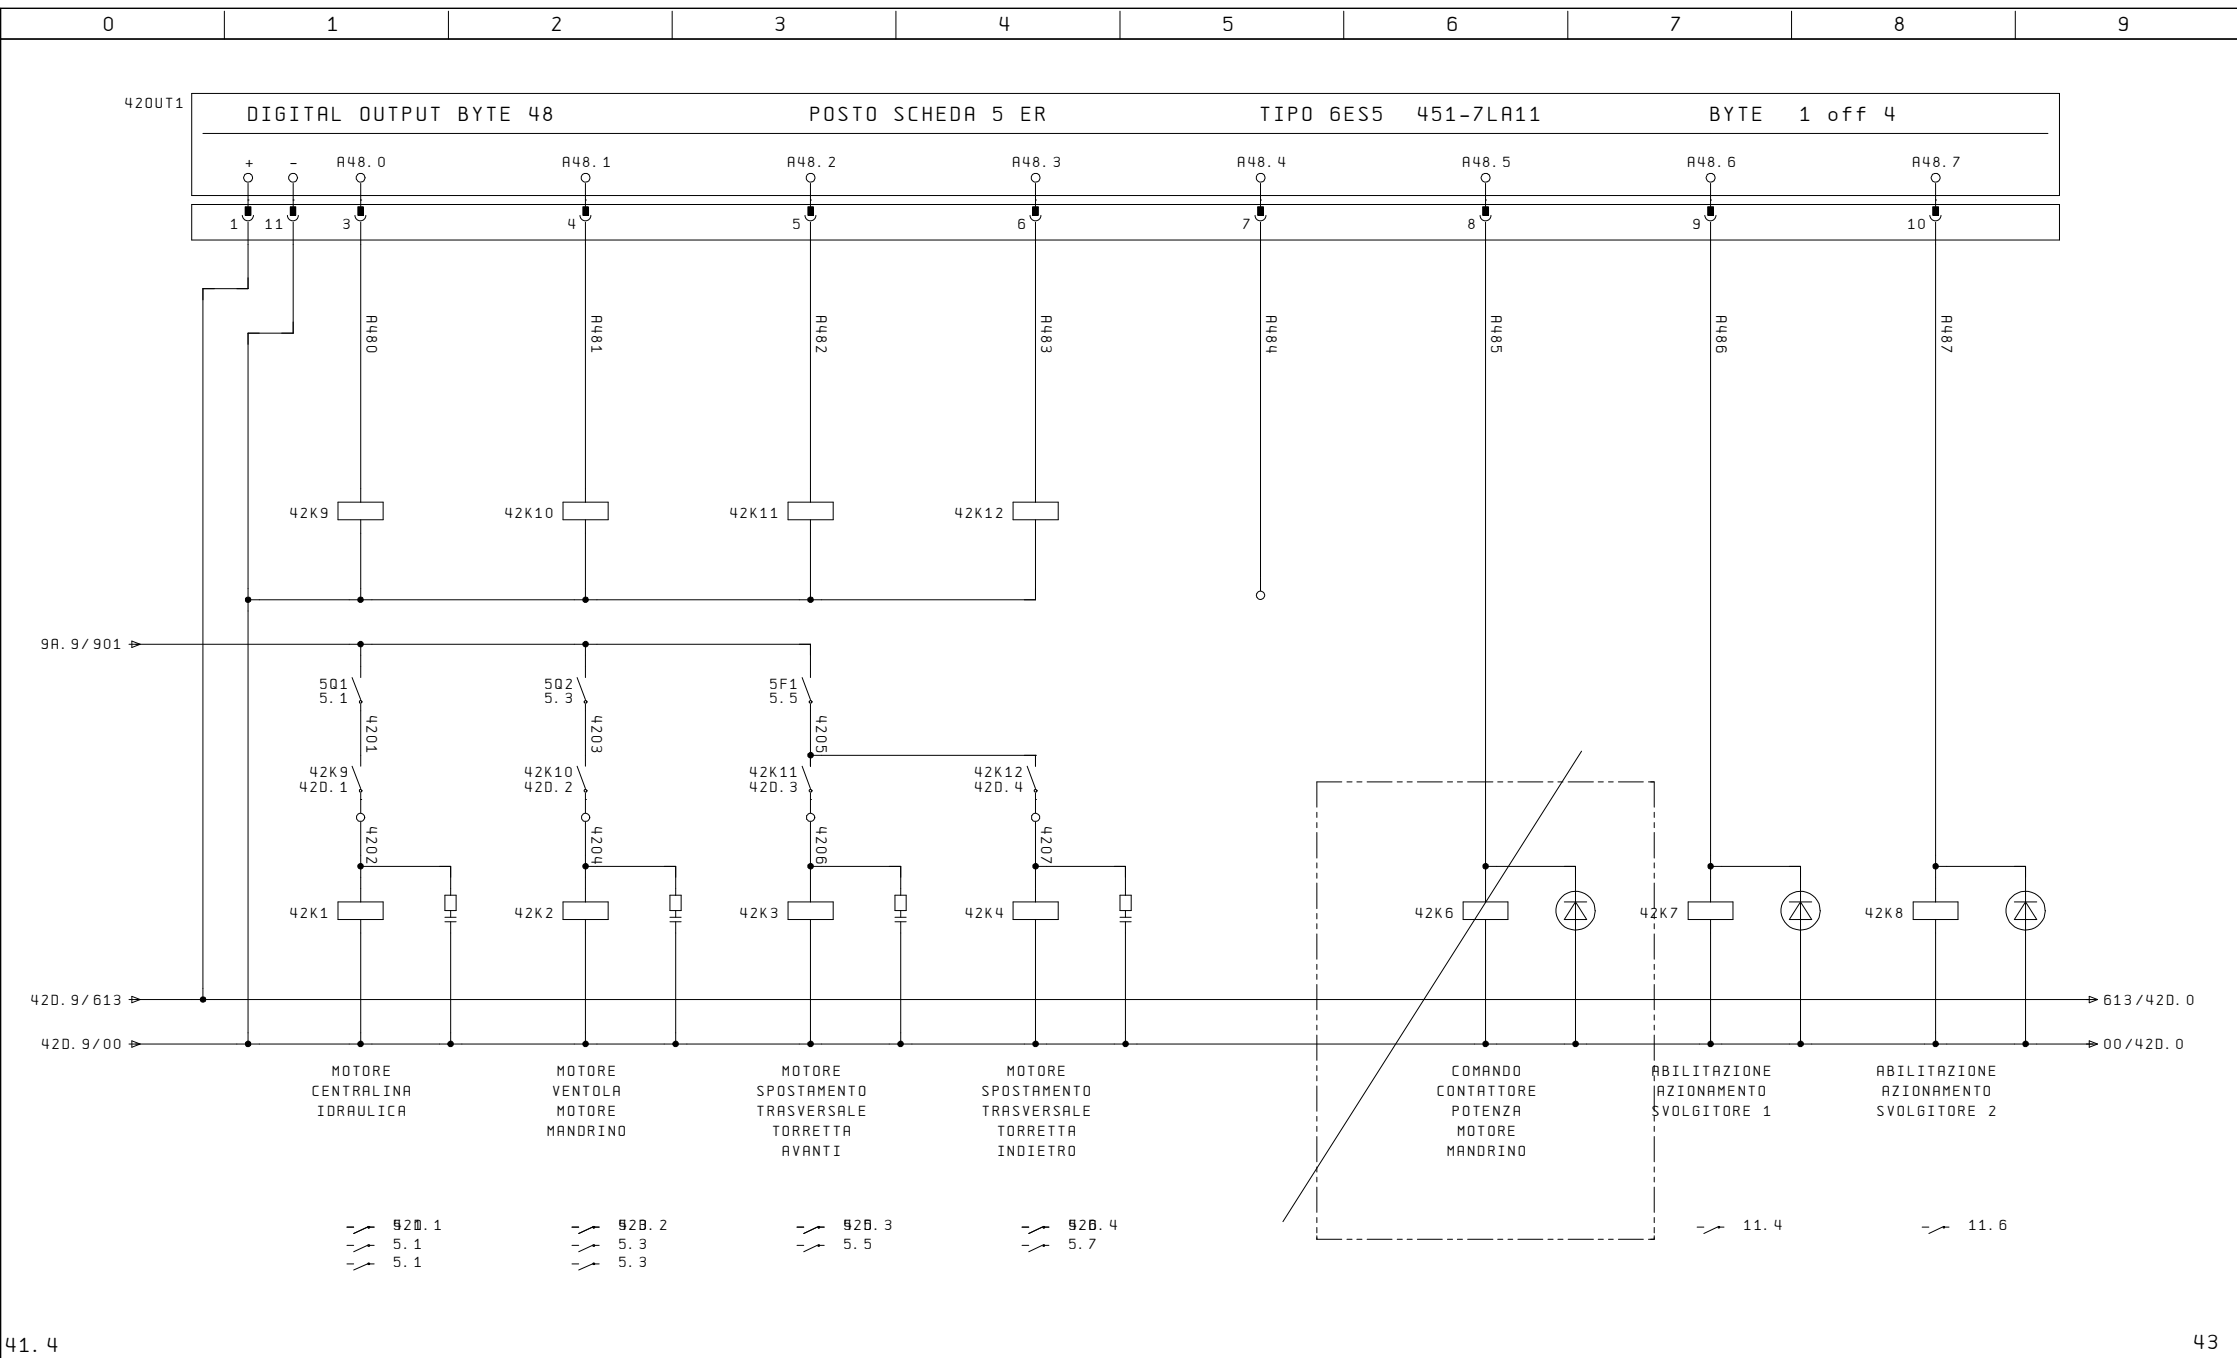 0 1 2 3 4 5 6 7 8 9
42OUT1
DIGITAL OUTPUT BYTE 48 POSTO SCHEDA 5 ER TIPO 6ES5 451-7LA11 BYTE 1 off 4
+ - A48.0 A48.1 A48.2 A48.3 A48.4 A48.5 A48.6 A48.7
1 11 3 4 5 6 7 8 9 10
A480 A481 A482 A483 A484 A485 A486 A487
42K9 42K10 42K11 42K12
9A.9/901
5Q1 5Q2 5F1
5.1 5.3 5.5
4201 4203 4205
42K9 42K10 42K11 42K12
42D.1 42D.2 42D.3 42D.4
4202 4204 4206 4207
42K1 42K2 42K3 42K4 42K6 42K7 42K8
42D.9/613 613/42D.0
42D.9/00 00/42D.0
MOTORE
CENTRALINA
IDRAULICA
MOTORE
VENTOLA
MOTORE
MANDRINO
MOTORE
SPOSTAMENTO
TRASVERSALE
TORRETTA
AVANTI
MOTORE
SPOSTAMENTO
TRASVERSALE
TORRETTA
INDIETRO
COMANDO
CONTATTORE
POTENZA
MOTORE
MANDRINO
ABILITAZIONE
AZIONAMENTO
SVOLGITORE 1
ABILITAZIONE
AZIONAMENTO
SVOLGITORE 2
11.4 11.6
5.1 5.3 5.5 5.7
5.1 5.3
41.4 43